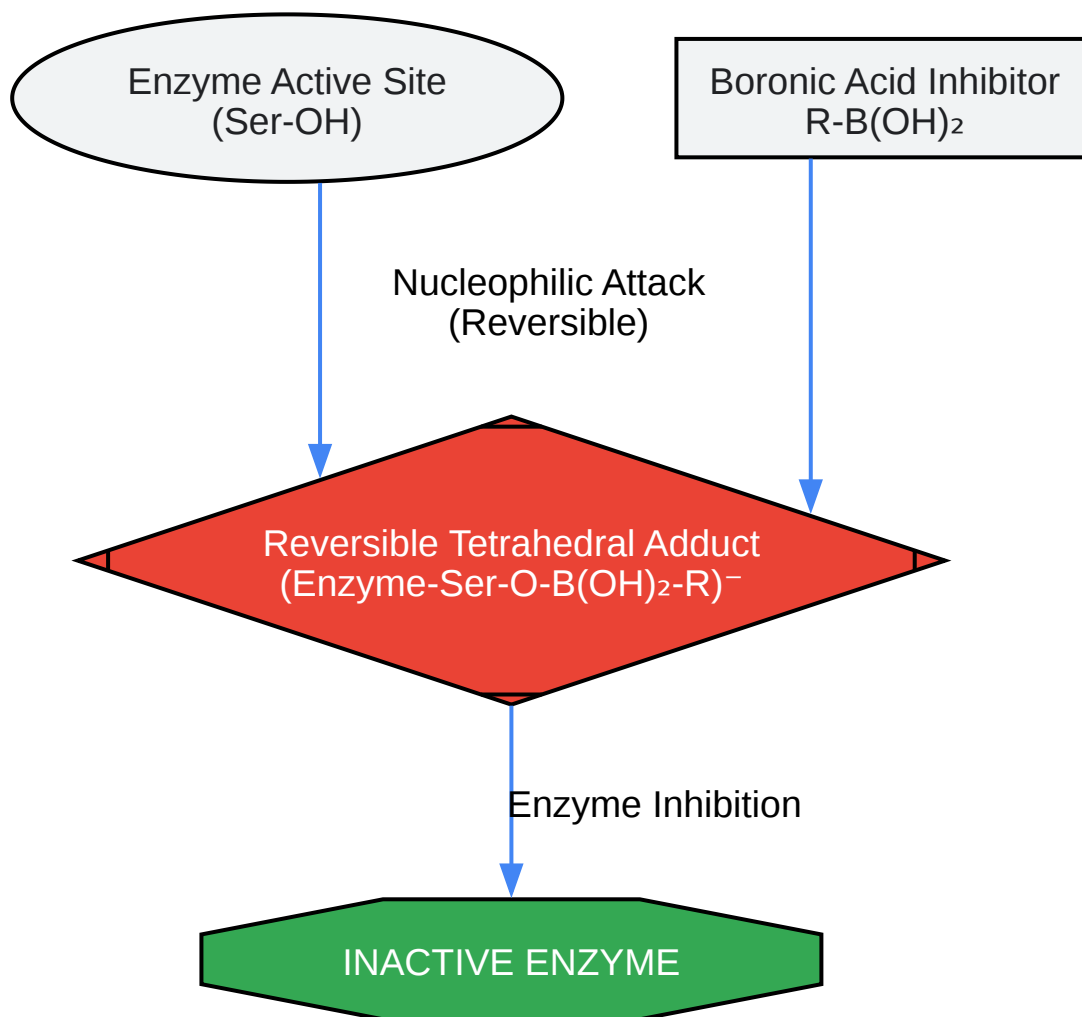 Enzyme Active Site
(Ser-OH)
Boronic Acid Inhibitor
R-B(OH)₂
Nucleophilic Attack
(Reversible)
Reversible Tetrahedral Adduct
(Enzyme-Ser-O-B(OH)₂-R)⁻
Enzyme Inhibition
INACTIVE ENZYME